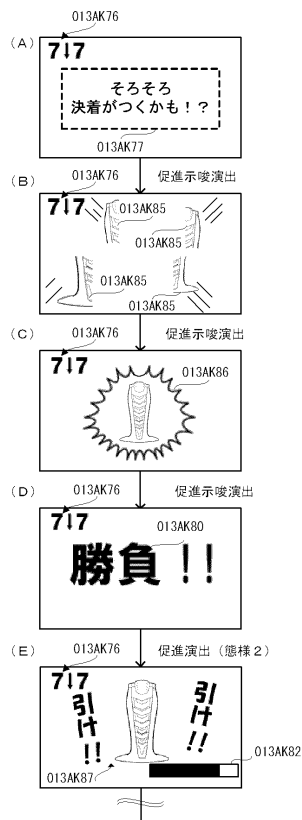 013AK76
(A)
7↓7
そろそろ
決着がつくかも!?
013AK77
(B)
013AK76
促進示唆演出
7↓7
013AK85
013AK85
013AK85
013AK85
(C)
013AK76
促進示唆演出
7↓7
013AK86
(D)
013AK76
促進示唆演出
7↓7
013AK80
勝負!!
(E)
013AK76
促進演出(態様2)
7↓7
引け!!
引け!!
013AK82
013AK87